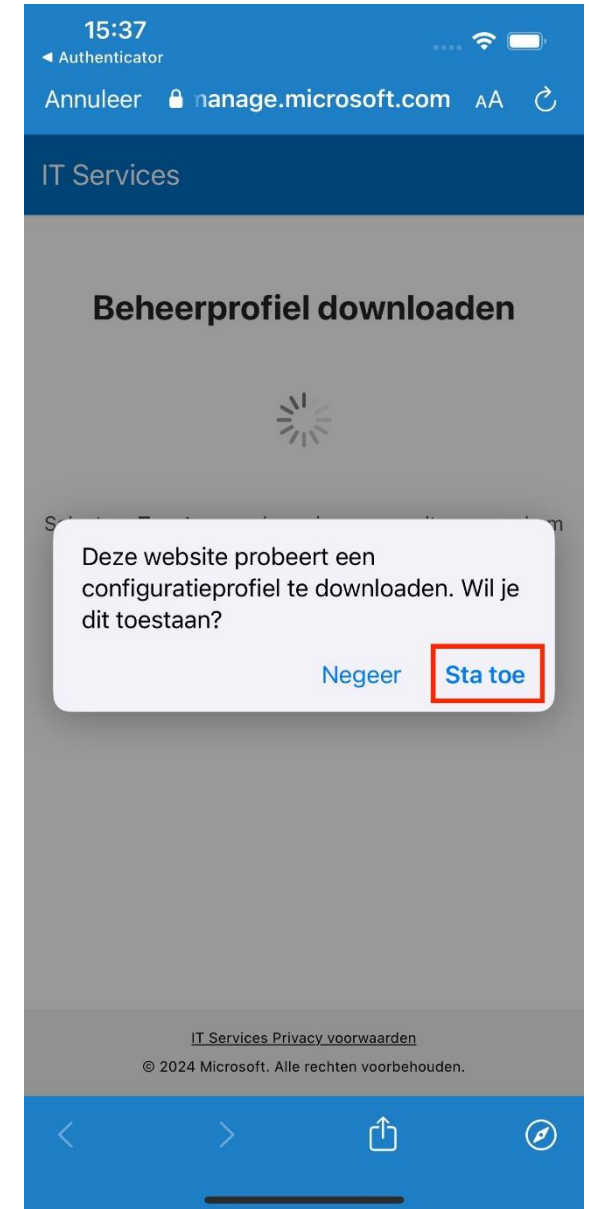 15:37
◀ Authenticator
Annuleer manage.microsoft.com AA
IT Services
Beheerprofiel downloaden
Deze website probeert een
configuratieprofiel te downloaden. Wil je
dit toestaan?
Negeer Sta toe
IT Services Privacy voorwaarden
© 2024 Microsoft. Alle rechten voorbehouden.